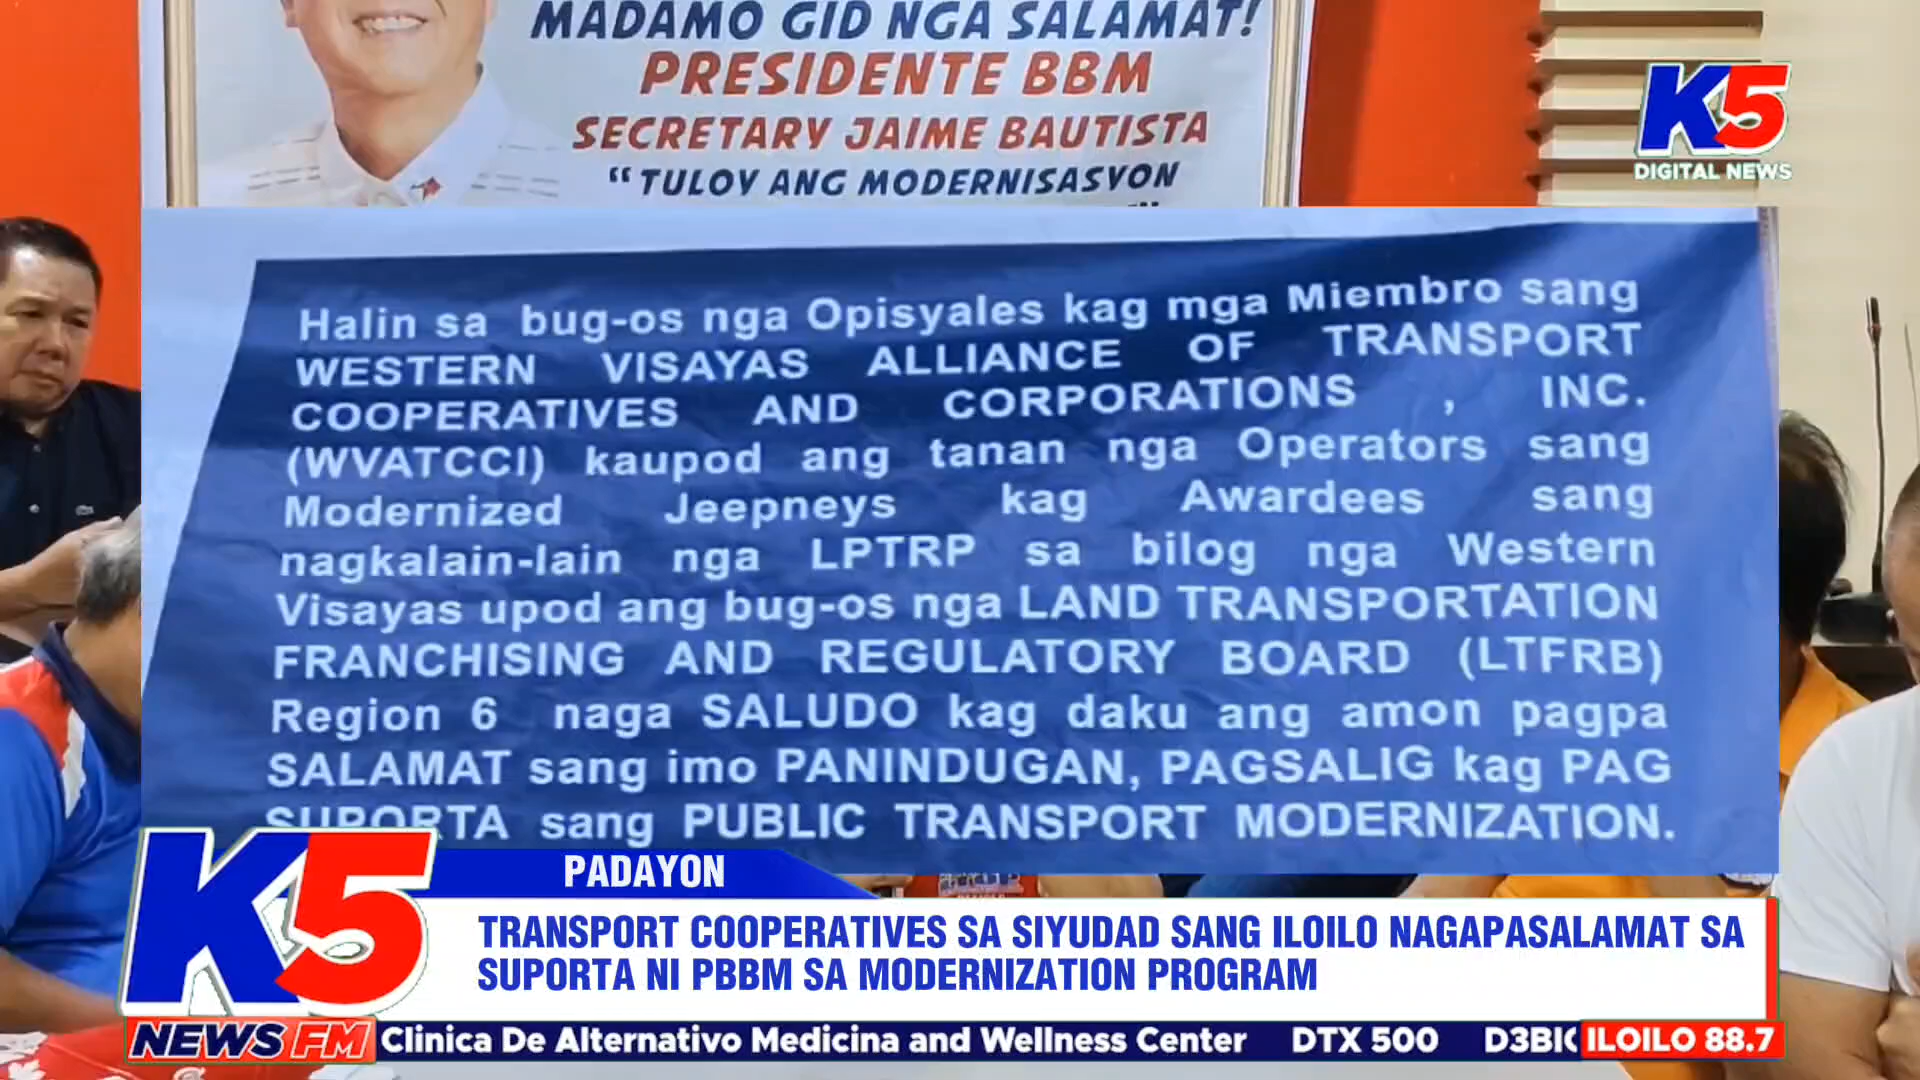 MADAMO GID NGA SALAMAT!
PRESIDENTE BBM
SECRETARY JAIME BAUTISTA
“TULOY ANG MODERNISASYON
K5
DIGITAL NEWS
Halin sa bug-os nga Opisyales kag mga Miembro sang
WESTERN VISAYAS ALLIANCE OF TRANSPORT
COOPERATIVES AND CORPORATIONS , INC.
(WVATCCI) kaupod ang tanan nga Operators sang
Modernized Jeepneys kag Awardees sang
nagkalain-lain nga LPTRP sa bilog nga Western
Visayas upod ang bug-os nga LAND TRANSPORTATION
FRANCHISING AND REGULATORY BOARD (LTFRB)
Region 6 naga SALUDO kag daku ang amon pagpa
SALAMAT sang imo PANINDUGAN, PAGSALIG kag PAG
SUPORTA sang PUBLIC TRANSPORT MODERNIZATION.
K5
PADAYON
TRANSPORT COOPERATIVES SA SIYUDAD SANG ILOILO NAGAPASALAMAT SA
SUPORTA NI PBBM SA MODERNIZATION PROGRAM
NEWS FM Clinica De Alternativo Medicina and Wellness Center DTX 500 D3BI ILOILO 88.7